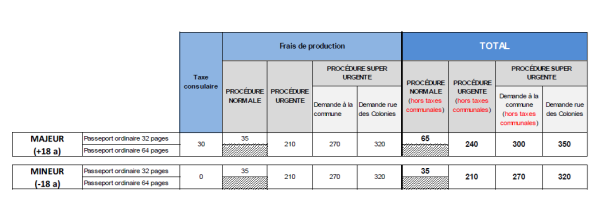 Frais de production
TOTAL
Taxe
consulaire
PROCÉDURE
NORMALE
PROCÉDURE
URGENTE
PROCÉDURE SUPER
URGENTE
Demande à la
commune
Demande rue
des Colonies
PROCÉDURE
NORMALE
(hors taxes
communales)
PROCÉDURE
URGENTE
(hors taxes
communales)
PROCÉDURE SUPER
URGENTE
Demande à la
commune
(hors taxes
communales)
Demande rue
des Colonies
MAJEUR
(+18 a)
Passeport ordinaire 32 pages
Passeport ordinaire 64 pages
30
35
210
270
320
65
240
300
350
MINEUR
(-18 a)
Passeport ordinaire 32 pages
Passeport ordinaire 64 pages
0
35
210
270
320
35
210
270
320